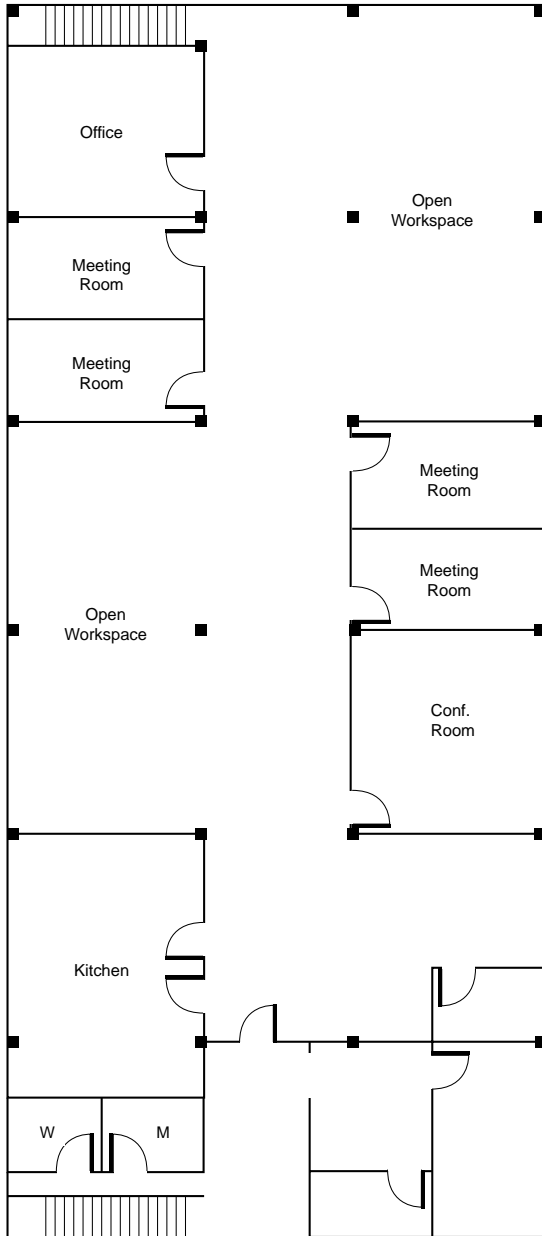 Office
Open
Workspace
Meeting
Room
Meeting
Room
Meeting
Room
Meeting
Room
Open
Workspace
Conf.
Room
Kitchen
W
M